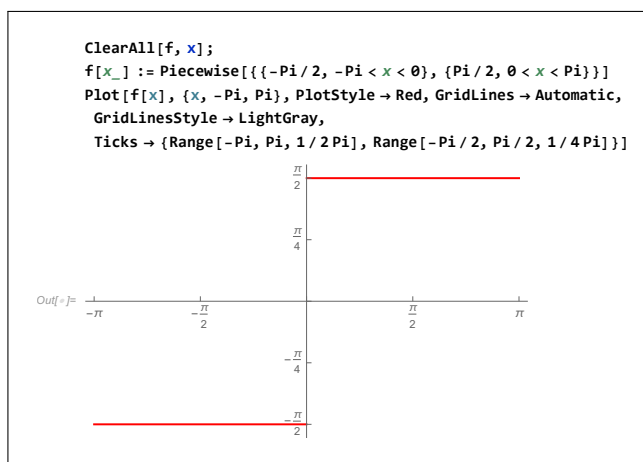 ClearAll[f, x];
f[x_] := Piecewise[{{-Pi / 2, -Pi < x < 0}, {Pi / 2, 0 < x < Pi}}]
Plot[f[x], {x, -Pi, Pi}, PlotStyle → Red, GridLines → Automatic,
GridLinesStyle → LightGray,
Ticks → {Range[-Pi, Pi, 1 / 2 Pi], Range[-Pi / 2, Pi / 2, 1 / 4 Pi]}]
π/2
π/4
Out[∘]=
-π -π/2 π/2 π
-π/4
-π/2